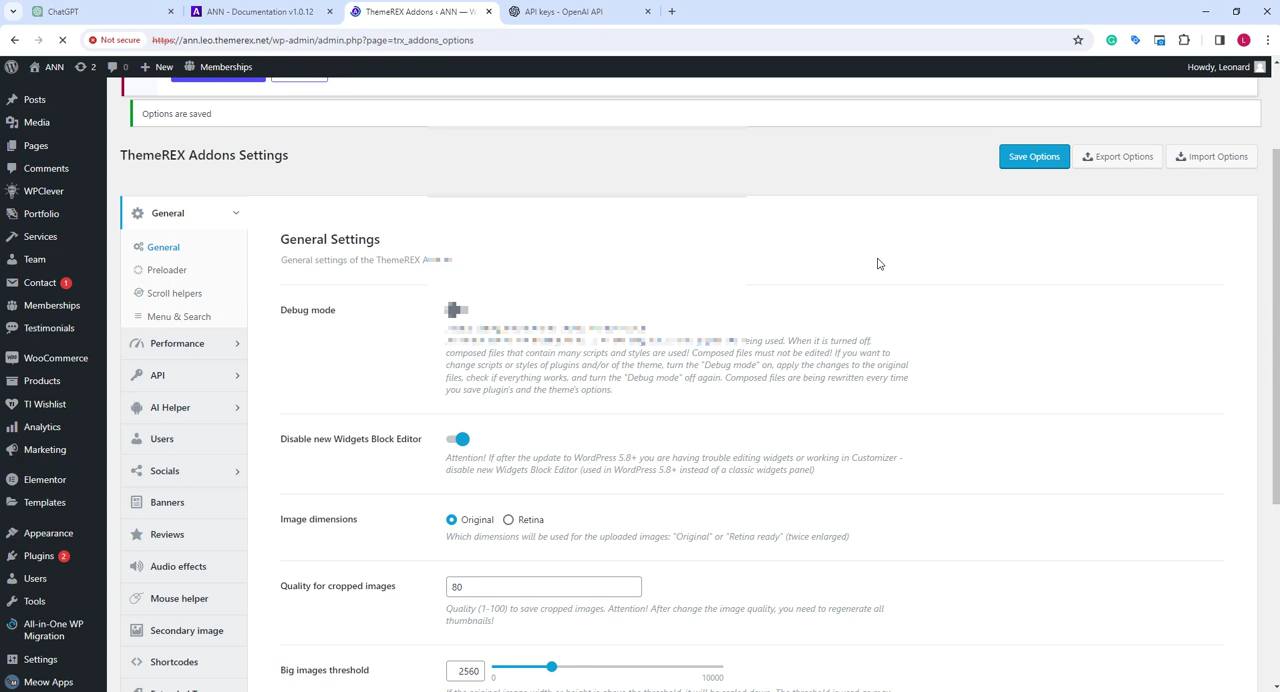 ChatGPT
ANN - Documentation v1.0.12
ThemeREX Addons ‹ ANN — W
API keys - OpenAI API
Not secure
https://ann.leo.themerex.net/wp-admin/admin.php?page=trx_addons_options
L
ANN
2
0
New
Memberships
Howdy, Leonard
Posts
Media
Pages
Comments
WPClever
Portfolio
Services
Team
Contact 1
Memberships
Testimonials
WooCommerce
Products
TI Wishlist
Analytics
Marketing
Elementor
Templates
Appearance
Plugins 2
Users
Tools
All-in-One WP
Migration
Settings
Meow Apps
Options are saved
ThemeREX Addons Settings
Save Options
Export Options
Import Options
General
General
Preloader
Scroll helpers
Menu & Search
Performance
API
AI Helper
Users
Socials
Banners
Reviews
Audio effects
Mouse helper
Secondary image
Shortcodes
General Settings
General settings of the ThemeREX A
Debug mode
being used. When it is turned off,
composed files that contain many scripts and styles are used! Composed files must not be edited! If you want to
change scripts or styles of plugins and/or of the theme, turn the "Debug mode" on, apply the changes to the original
files, check if everything works, and turn the "Debug mode" off again. Composed files are being rewritten every time
you save plugin's and the theme's options.
Disable new Widgets Block Editor
Attention! If after the update to WordPress 5.8+ you are having trouble editing widgets or working in Customizer -
disable new Widgets Block Editor (used in WordPress 5.8+ instead of a classic widgets panel)
Image dimensions
Original
Retina
Which dimensions will be used for the uploaded images: "Original" or "Retina ready" (twice enlarged)
Quality for cropped images
80
Quality (1-100) to save cropped images. Attention! After change the image quality, you need to regenerate all
thumbnails!
Big images threshold
2560
0
10000